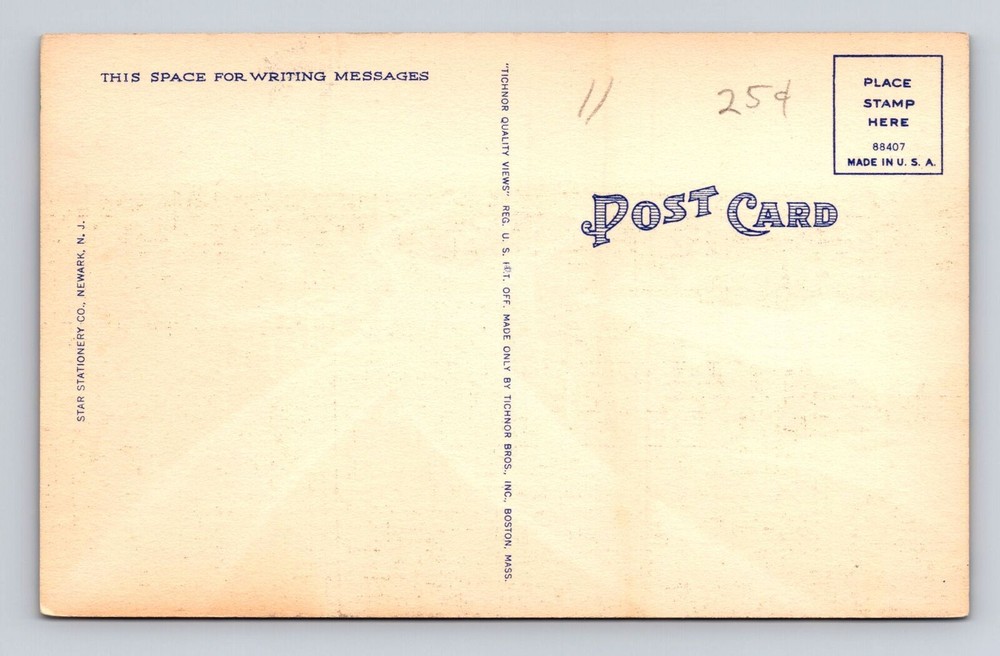 THIS SPACE FOR WRITING MESSAGES
STAR STATIONERY CO., NEWARK, N. J.
"TICHNOR QUALITY VIEWS" REG. U. S. PAT. OFF. MADE ONLY BY TICHNOR BROS., INC., BOSTON, MASS.
11
25¢
PLACE
STAMP
HERE
88407
MADE IN U. S. A.
POST CARD